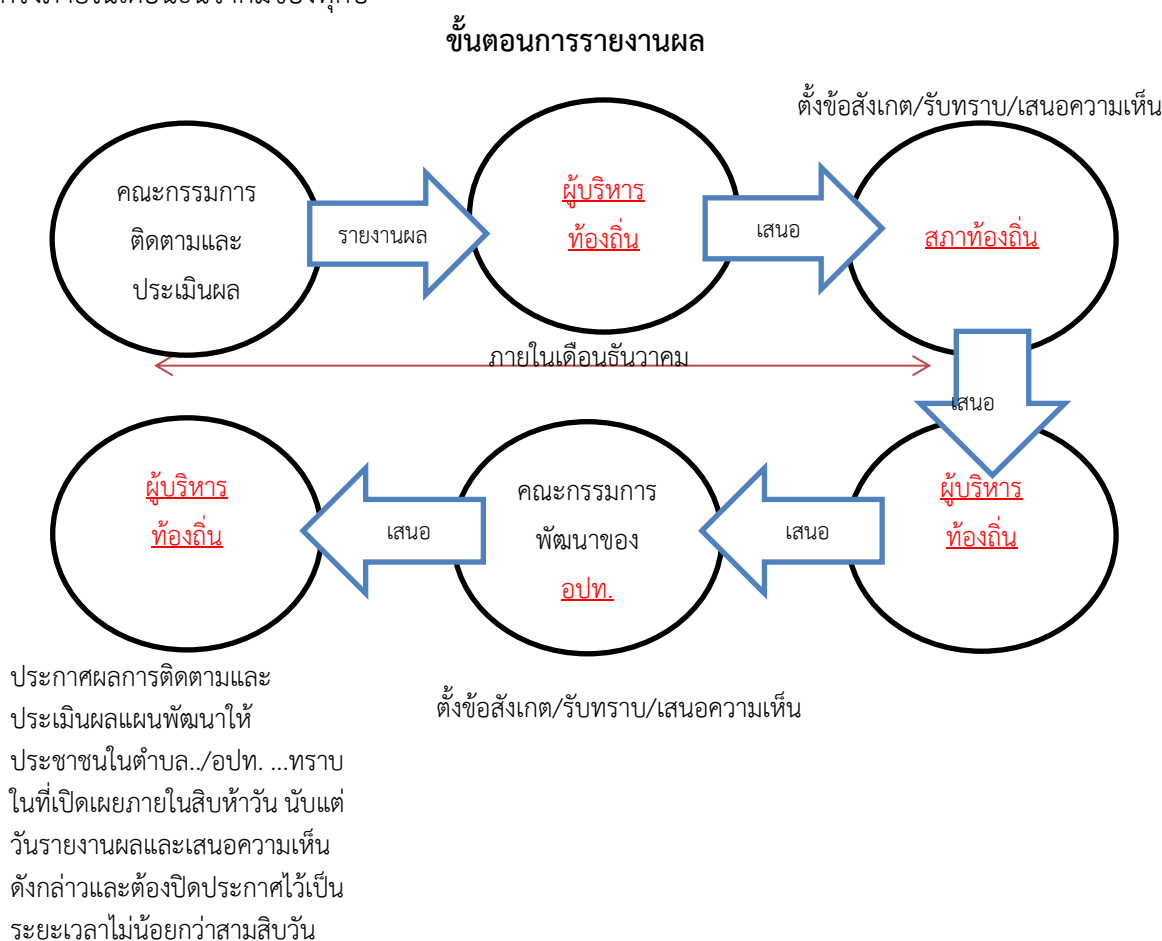 ขั้นตอนการรายงานผล
ตั้งข้อสังเกต/รับทราบ/เสนอความเห็น
คณะกรรมการ
ติดตามและ
ประเมินผล
รายงานผล
ผู้บริหาร
ท้องถิ่น
เสนอ
สภาท้องถิ่น
ภายในเดือนธันวาคม
เสนอ
ผู้บริหาร
ท้องถิ่น
เสนอ
คณะกรรมการ
พัฒนาของ
อปท.
เสนอ
ผู้บริหาร
ท้องถิ่น
ประกาศผลการติดตามและ
ประเมินผลแผนพัฒนาให้
ประชาชนในตำบล../อปท. ...ทราบ
ในที่เปิดเผยภายในสิบห้าวัน นับแต่
วันรายงานผลและเสนอความเห็น
ดังกล่าวและต้องปิดประกาศไว้เป็น
ระยะเวลาไม่น้อยกว่าสามสิบวัน
ตั้งข้อสังเกต/รับทราบ/เสนอความเห็น